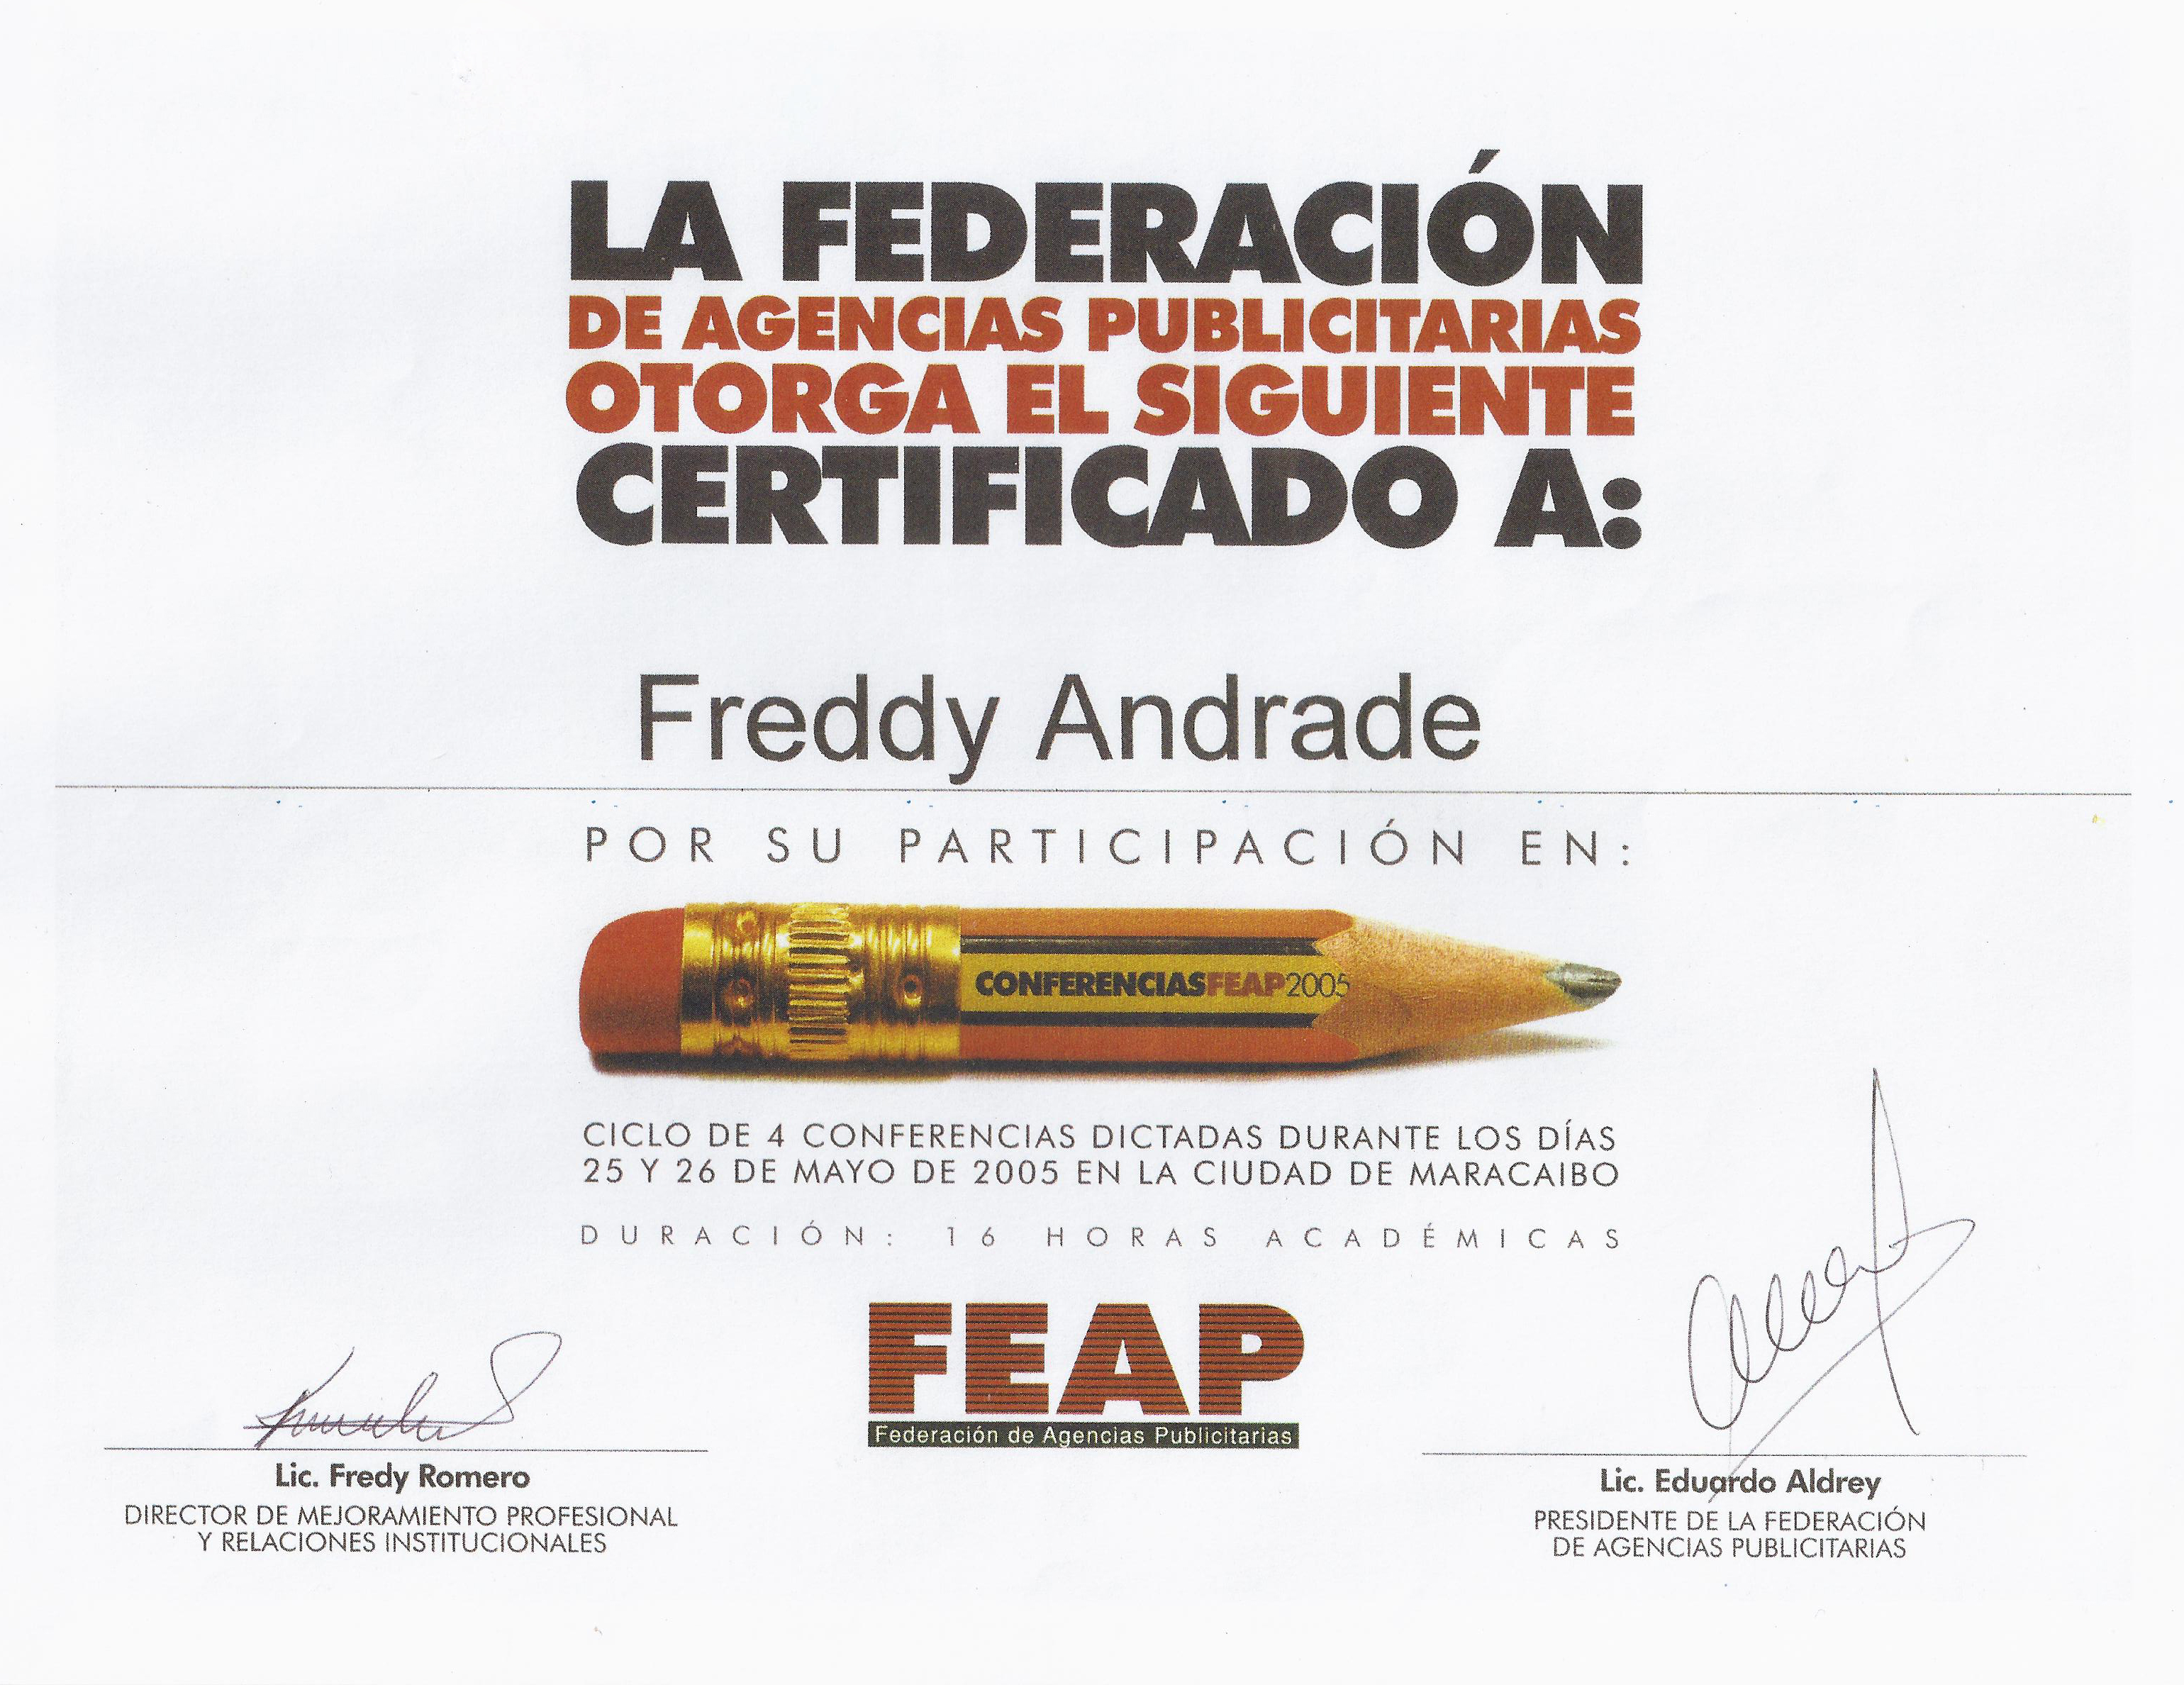 LA FEDERACIÓN
DE AGENCIAS PUBLICITARIAS
OTORGA EL SIGUIENTE
CERTIFICADO A:
Freddy Andrade
POR SU PARTICIPACIÓN EN:
CONFERENCIASFEAP2005
CICLO DE 4 CONFERENCIAS DICTADAS DURANTE LOS DÍAS
25 Y 26 DE MAYO DE 2005 EN LA CIUDAD DE MARACAIBO
DURACIÓN: 16 HORAS ACADÉMICAS
FEAP
Federación de Agencias Publicitarias
Lic. Fredy Romero
DIRECTOR DE MEJORAMIENTO PROFESIONAL
Y RELACIONES INSTITUCIONALES
Lic. Eduardo Aldrey
PRESIDENTE DE LA FEDERACIÓN
DE AGENCIAS PUBLICITARIAS